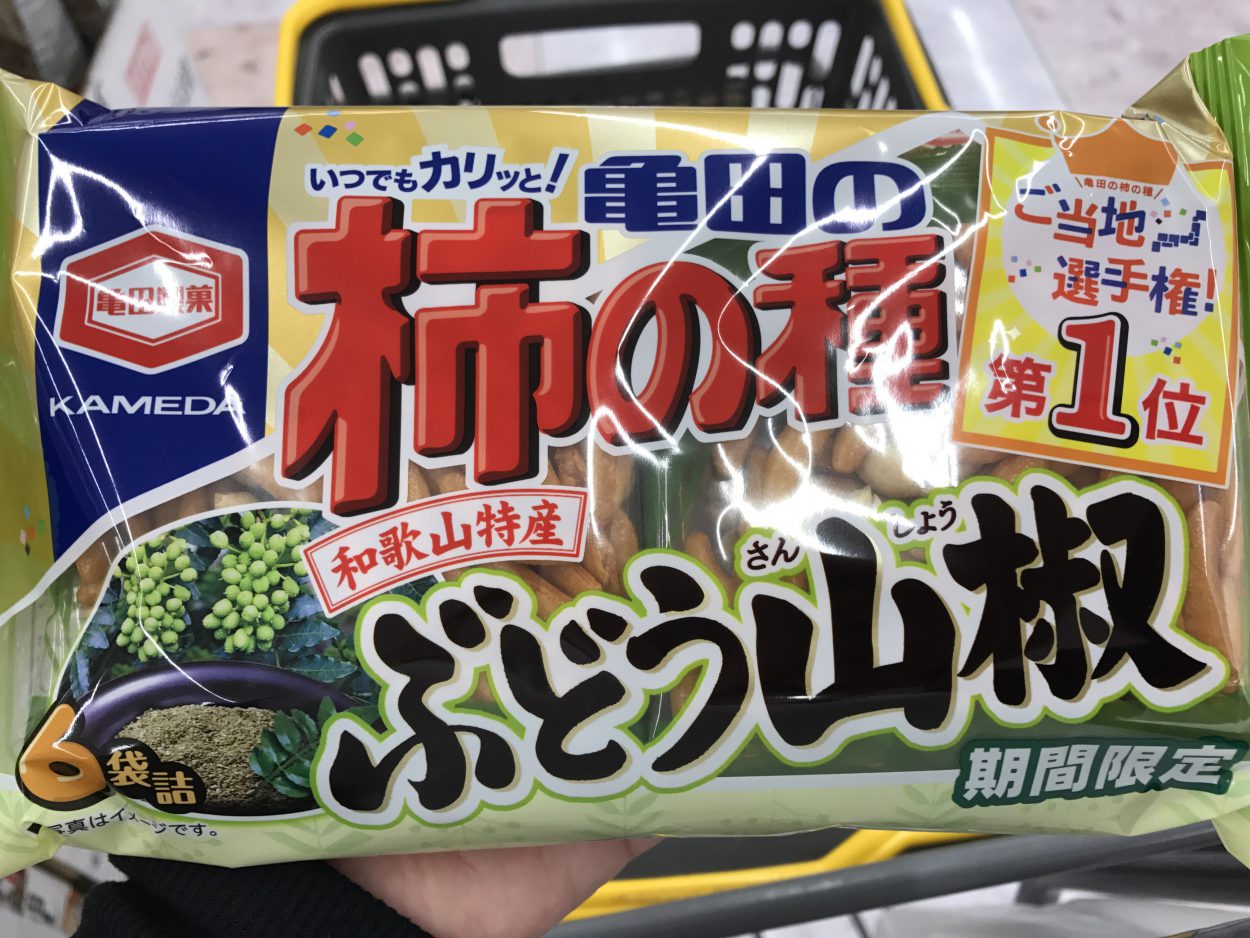 いつでもカリッと!
亀田の
柿の種
亀田製菓
KAMEDA
\亀田の柿の種/
ご当地
選手権!
第1位
和歌山特産
さんしょう
ぶどう山椒
6袋詰
写真はイメージです。
期間限定